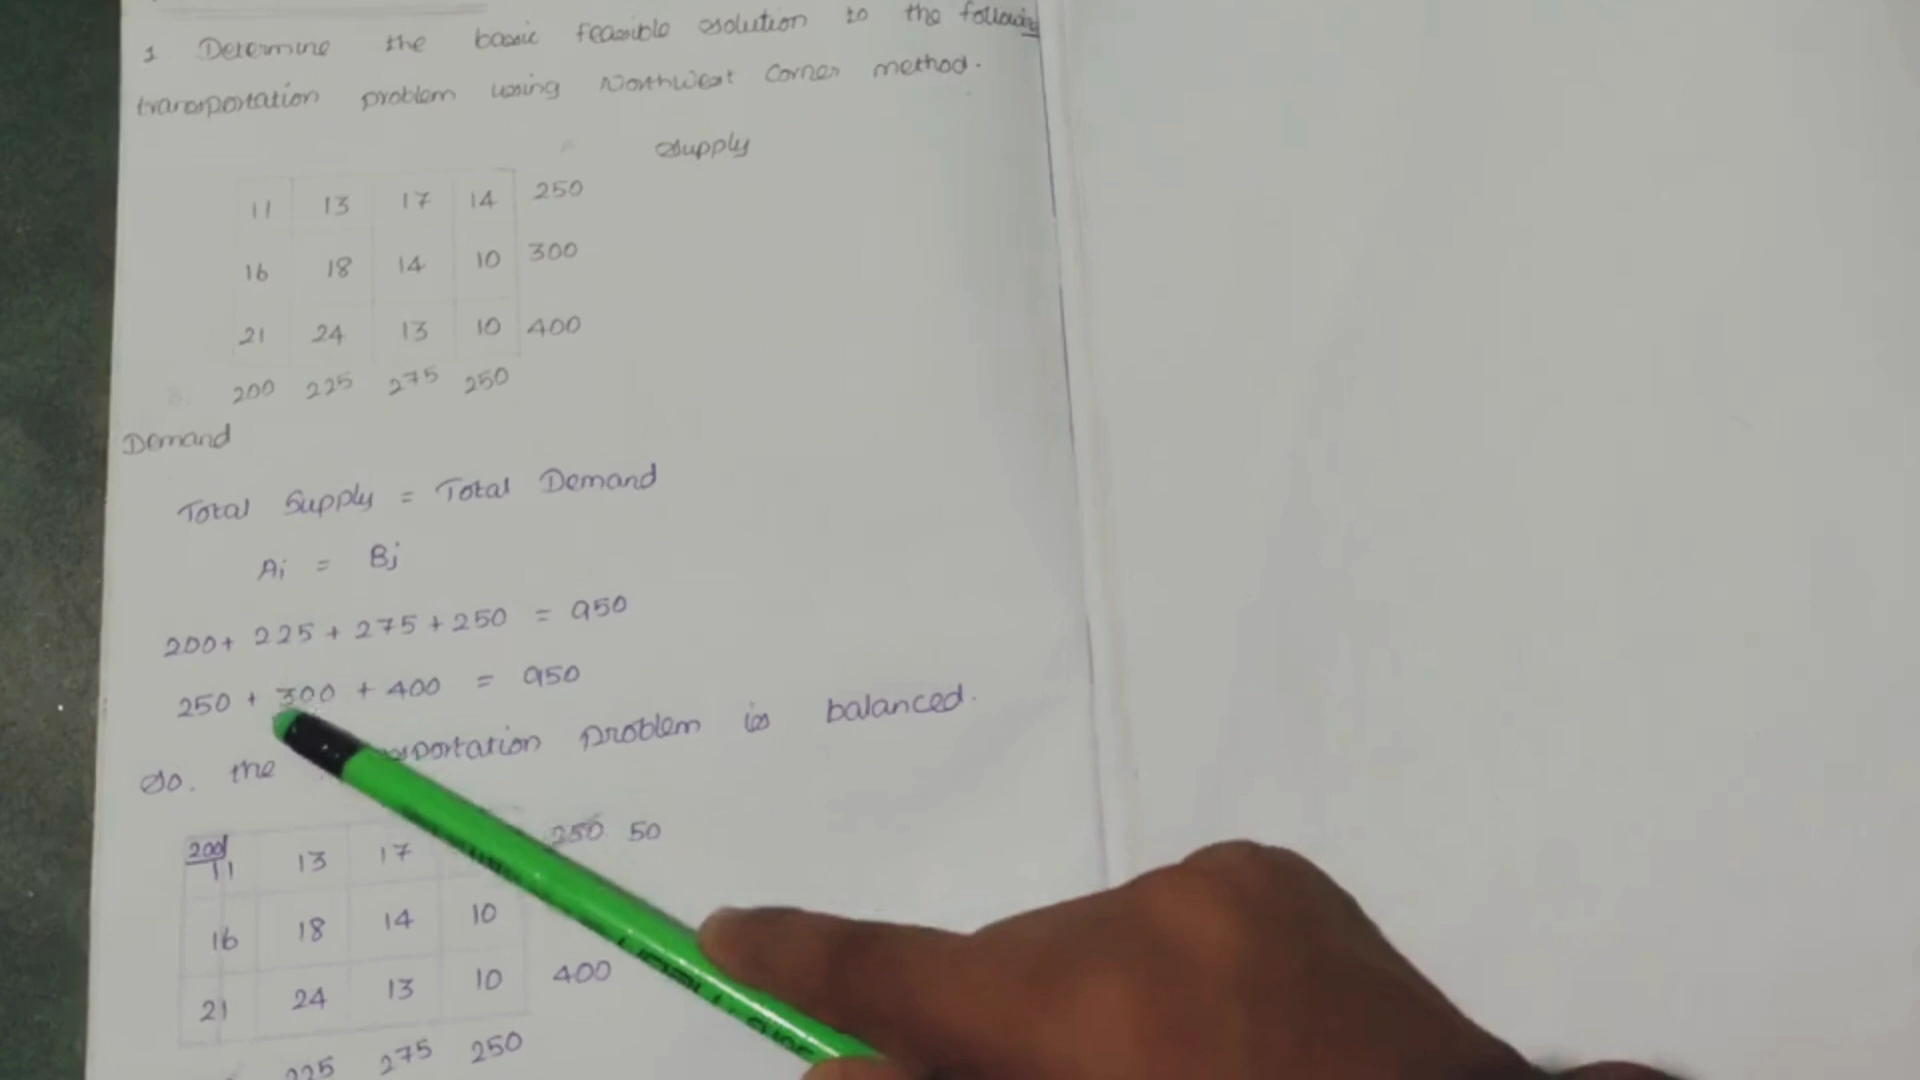 1 Determine the basic feasible solution to the following
transportation problem using Northwest Corner method.
Supply
11 13 17 14 250
16 18 14 10 300
21 24 13 10 400
200 225 275 250
Demand
Total Supply = Total Demand
Ai = Bj
200+ 225 + 275 + 250 = 950
250 + 300 + 400 = 950
So. the problem is balanced.
200
11 13 17 250 50
16 18 14 10
21 24 13 10 400
225 275 250